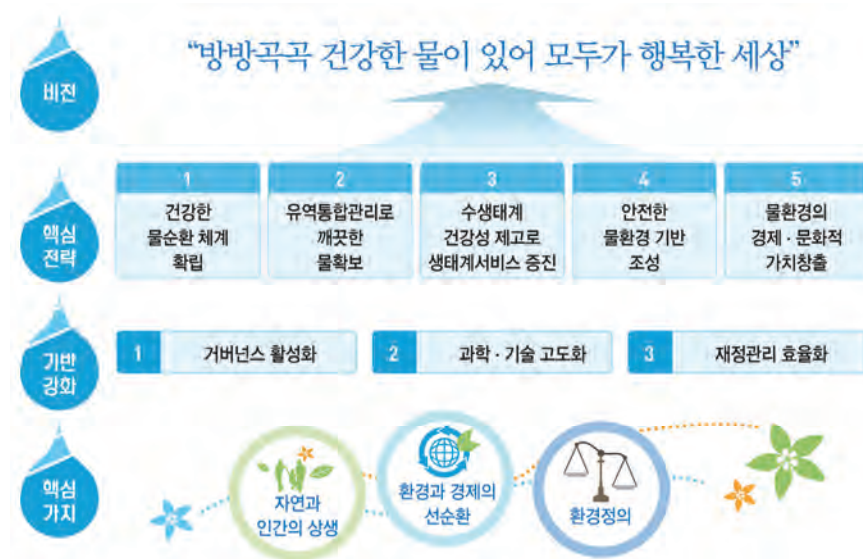 비전
“방방곡곡 건강한 물이 있어 모두가 행복한 세상”
핵심
전략
1
건강한
물순환 체계
확립
2
유역통합관리로
깨끗한
물확보
3
수생태계
건강성 제고로
생태계서비스 증진
4
안전한
물환경 기반
조성
5
물환경의
경제 · 문화적
가치창출
기반
강화
1 거버넌스 활성화
2 과학 · 기술 고도화
3 재정관리 효율화
핵심
가치
자연과
인간의 상생
환경과 경제의
선순환
환경정의